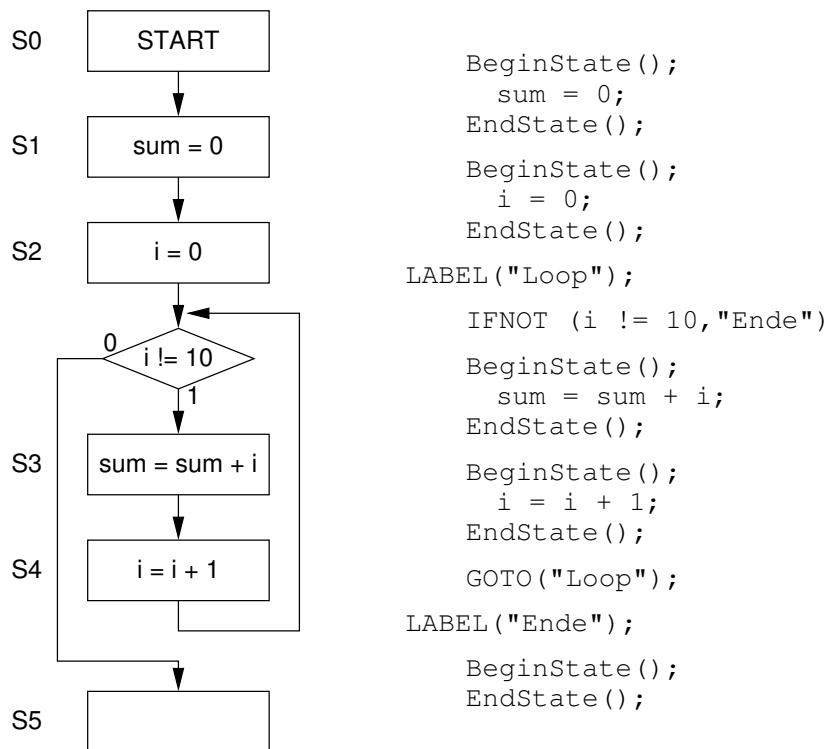 S0
START
S1
sum = 0
S2
i = 0
0
i != 10
1
S3
sum = sum + i
S4
i = i + 1
S5
BeginState();
sum = 0;
EndState();
BeginState();
i = 0;
EndState();
LABEL("Loop");
IFNOT (i != 10,"Ende")
BeginState();
sum = sum + i;
EndState();
BeginState();
i = i + 1;
EndState();
GOTO("Loop");
LABEL("Ende");
BeginState();
EndState();